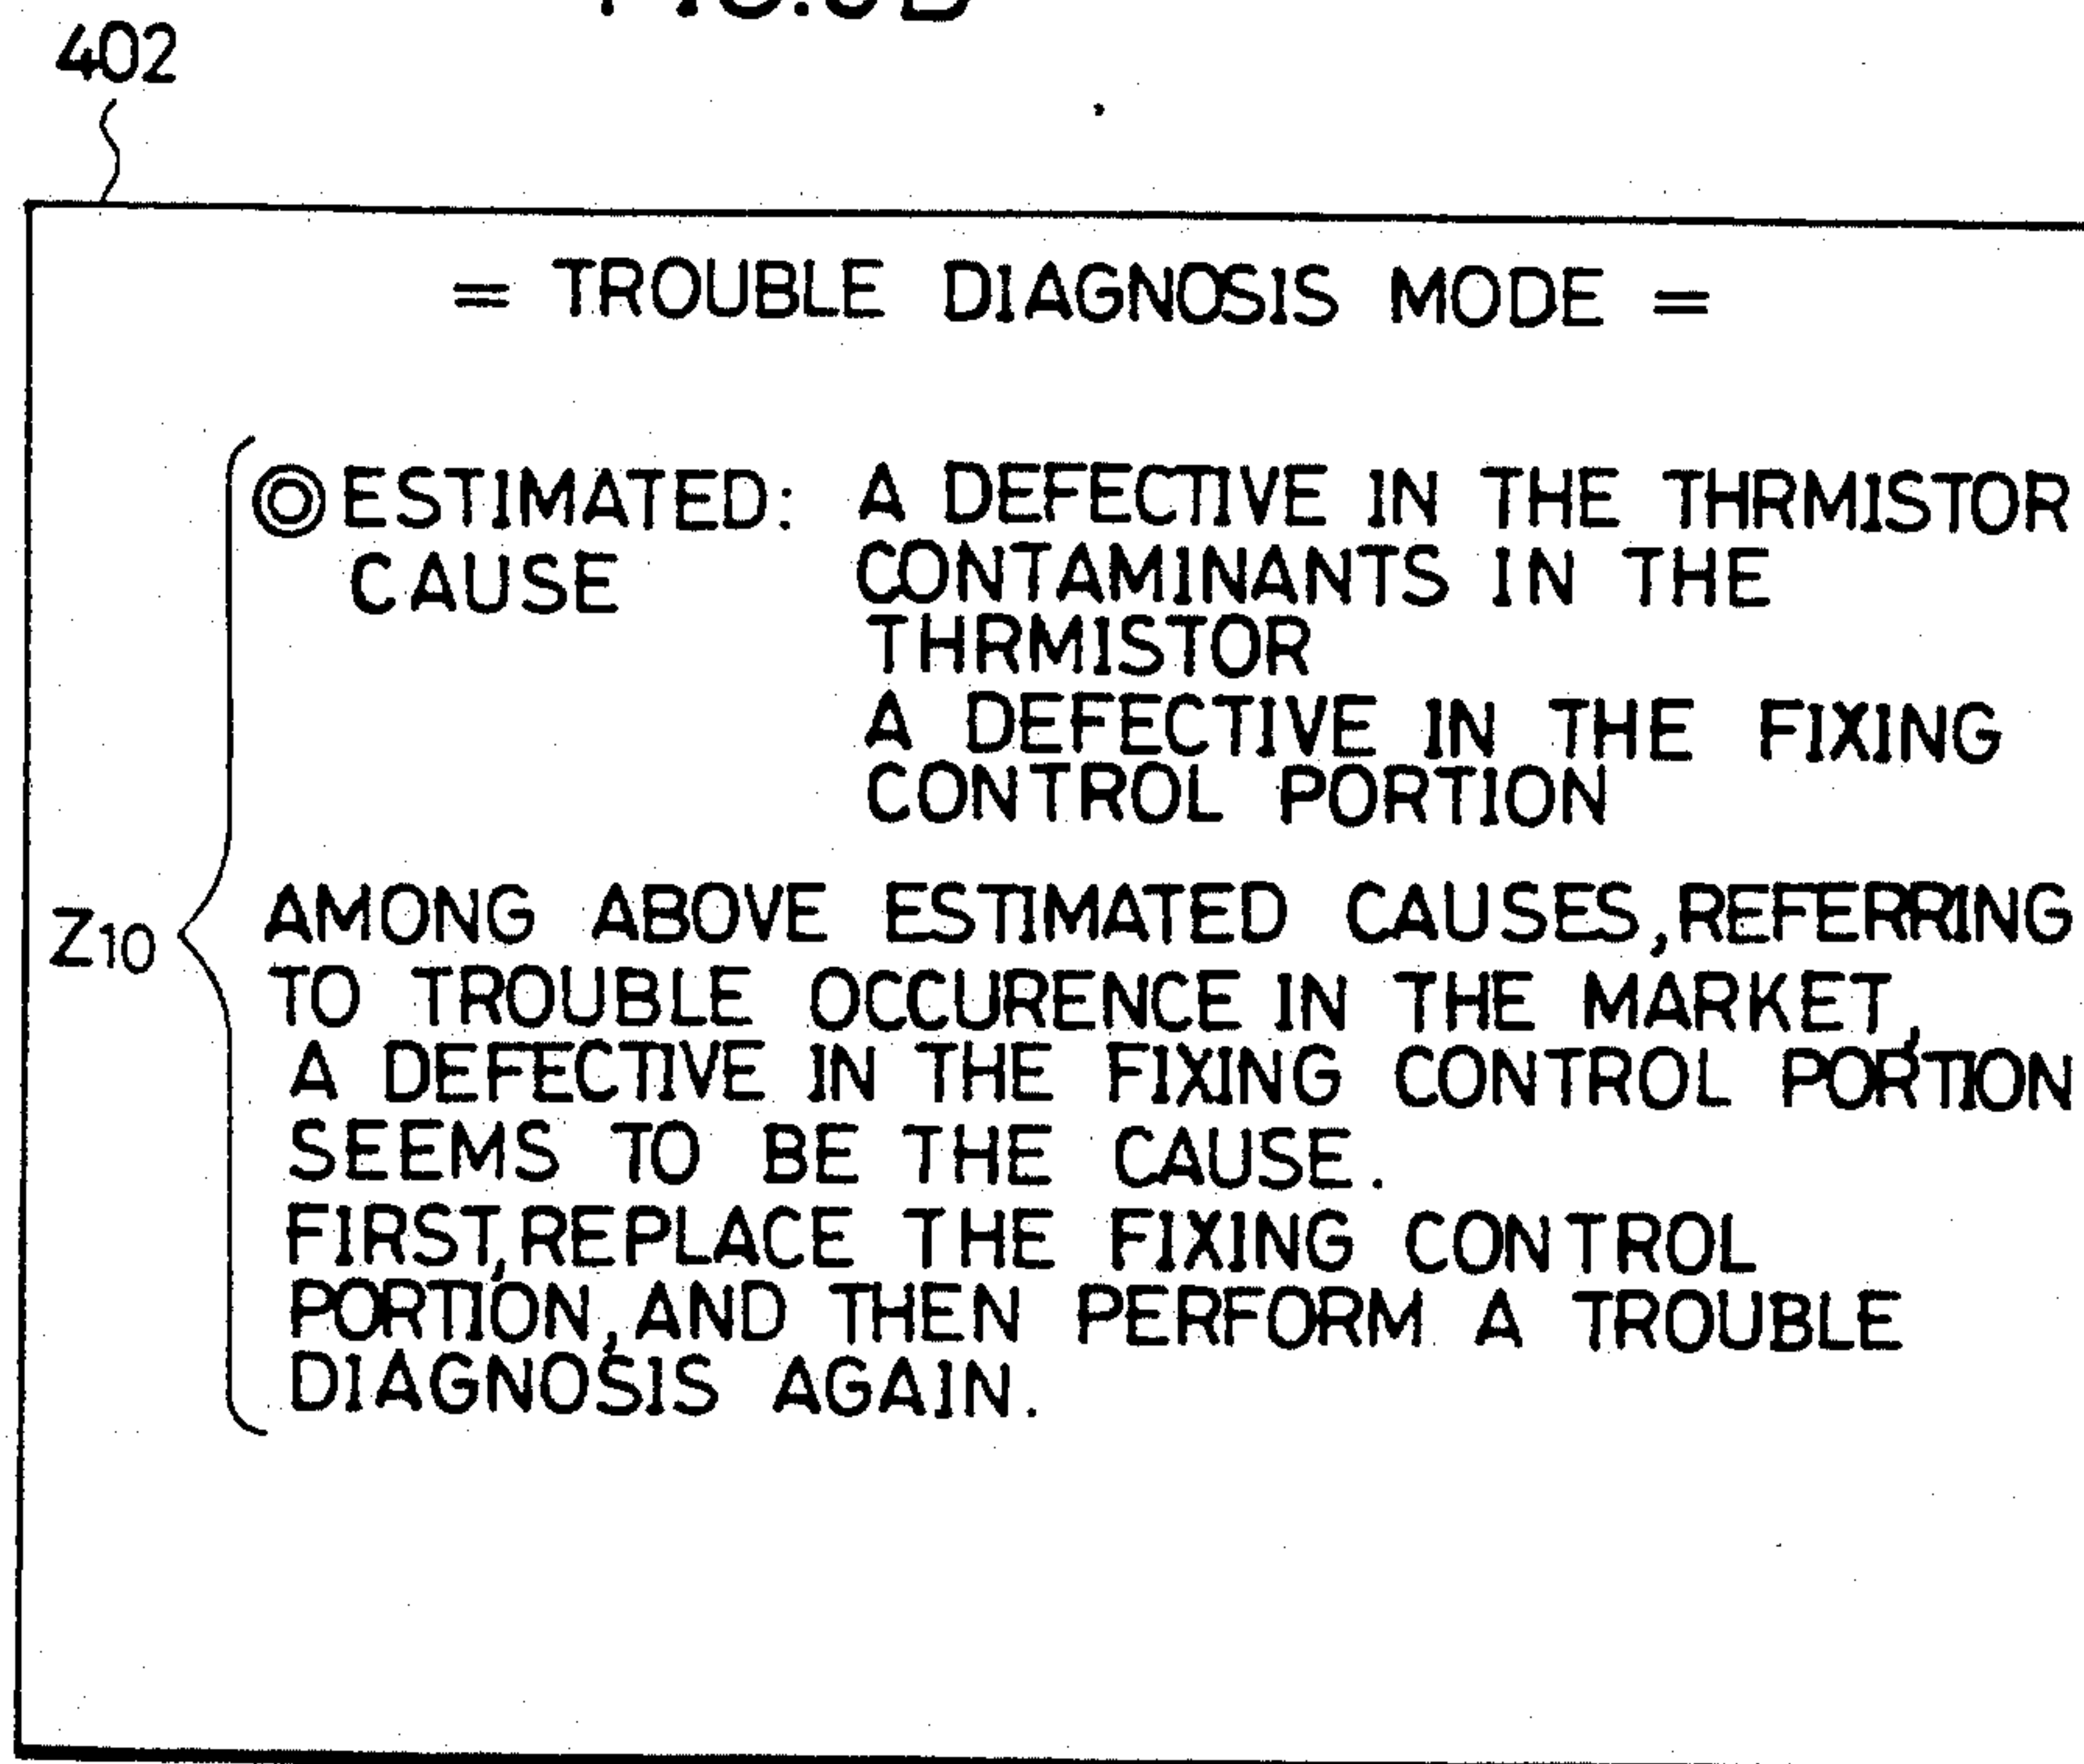 402
= TROUBLE DIAGNOSIS MODE =
◎ESTIMATED: A DEFECTIVE IN THE THRMISTOR
CAUSE CONTAMINANTS IN THE
THRMISTOR
A DEFECTIVE IN THE FIXING
CONTROL PORTION
Z10
AMONG ABOVE ESTIMATED CAUSES,REFERRING
TO TROUBLE OCCURENCE IN THE MARKET,
A DEFECTIVE IN THE FIXING CONTROL PORTION
SEEMS TO BE THE CAUSE.
FIRST,REPLACE THE FIXING CONTROL
PORTION,AND THEN PERFORM A TROUBLE
DIAGNOSIS AGAIN.